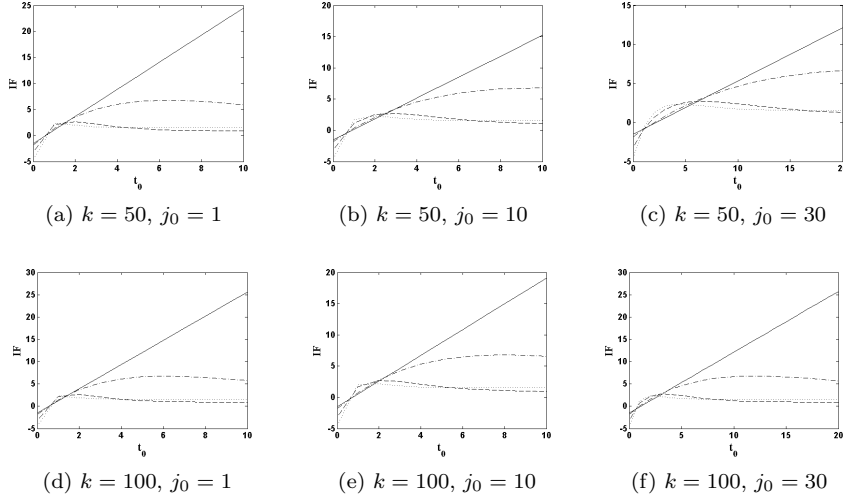 25
20
15
10
5
0
-5
IF
0 2 4 6 8 10
t0
(a) k = 50, j0 = 1
20
15
10
5
0
-5
IF
0 2 4 6 8 10
t0
(b) k = 50, j0 = 10
15
10
5
0
-5
IF
0 5 10 15 20
t0
(c) k = 50, j0 = 30
30
25
20
15
10
5
0
-5
IF
0 2 4 6 8 10
t0
(d) k = 100, j0 = 1
20
15
10
5
0
-5
IF
0 2 4 6 8 10
t0
(e) k = 100, j0 = 10
30
25
20
15
10
5
0
-5
IF
0 5 10 15 20
t0
(f) k = 100, j0 = 30